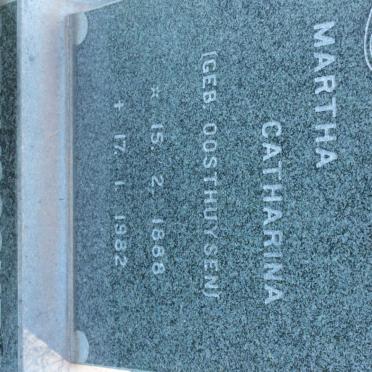 MARTHA
CATHARINA
(GEB OOSTHUYSEN)
¤ 15. 2. 1888
+ 17. 1. 1982